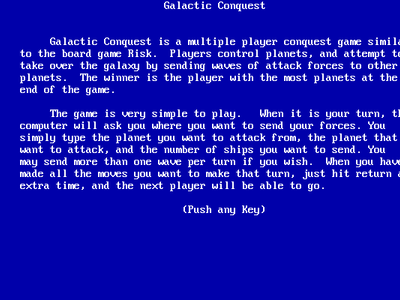 Galactic Conquest
Galactic Conquest is a multiple player conquest game simila
to the board game Risk.  Players control planets, and attempt to
take over the galaxy by sending waves of attack forces to other
planets.  The winner is the player with the most planets at the
end of the game.
The game is very simple to play.   When it is your turn, th
computer will ask you where you want to send your forces. You
simply type the planet you want to attack from, the planet that
want to attack, and the number of ships you want to send. You
may send more than one wave per turn if you wish.  When you have
made all the moves you want to make that turn, just hit return a
extra time, and the next player will be able to go.
(Push any Key)